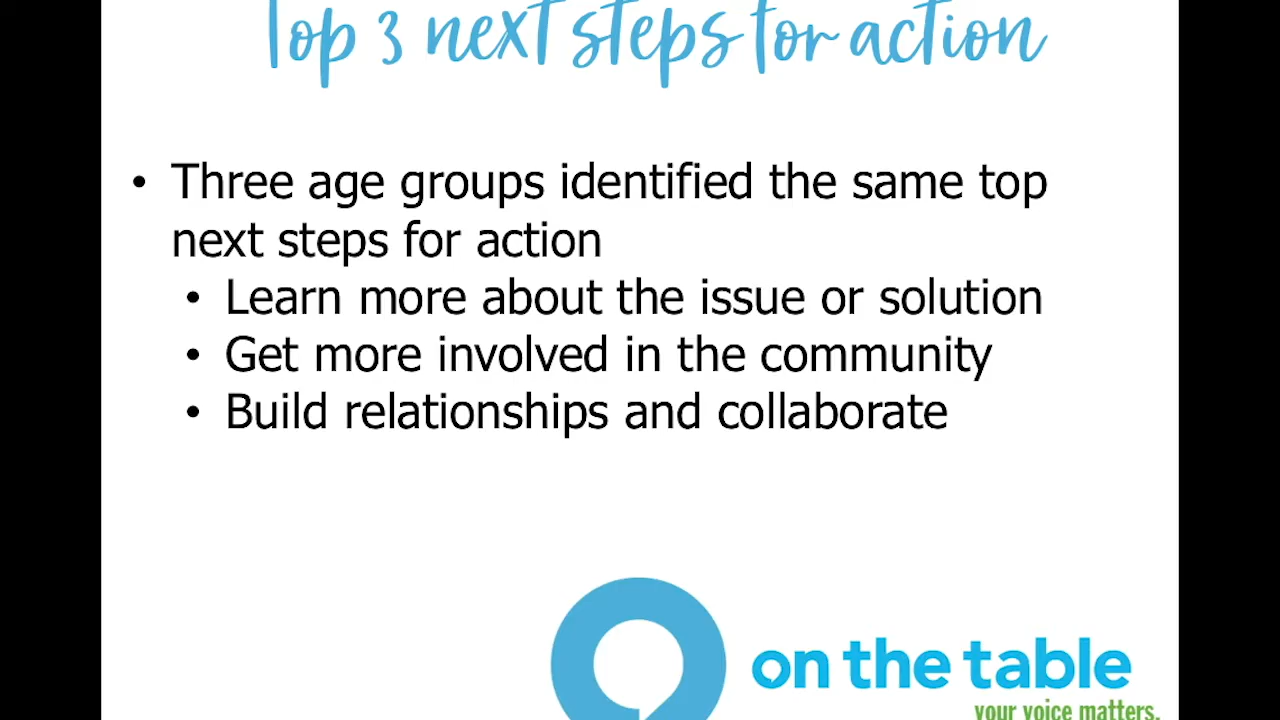 Top 3 next steps for action
• Three age groups identified the same top
next steps for action
• Learn more about the issue or solution
• Get more involved in the community
• Build relationships and collaborate
on the table
your voice matters.